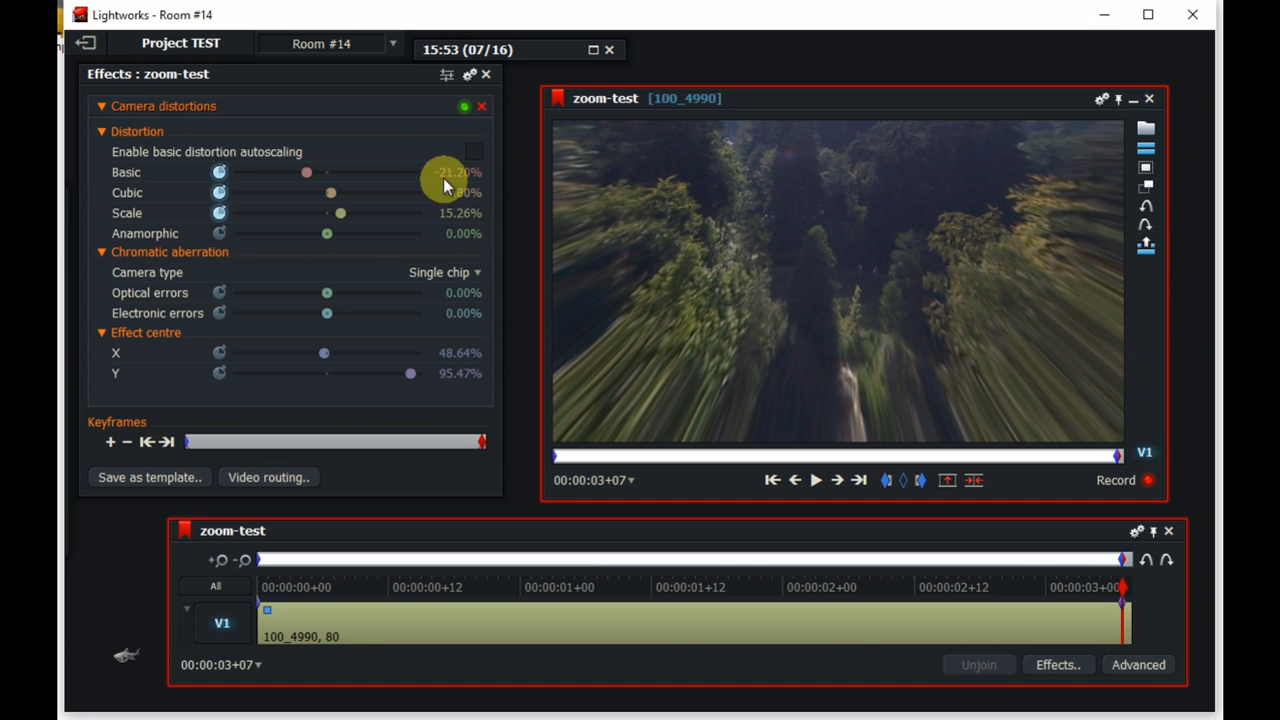 Lightworks - Room #14
Project TEST
Room #14
15:53 (07/16)
Effects : zoom-test
Camera distortions
Distortion
Enable basic distortion autoscaling
Basic -21.20%
Cubic
Scale 15.26%
Anamorphic 0.00%
Chromatic aberration
Camera type Single chip
Optical errors 0.00%
Electronic errors 0.00%
Effect centre
X 48.64%
Y 95.47%
Keyframes
Save as template..
Video routing..
zoom-test [100_4990]
V1
00:00:03+07
Record
zoom-test
All
00:00:00+00 00:00:00+12 00:00:01+00 00:00:01+12 00:00:02+00 00:00:02+12 00:00:03+00
V1
100_4990, 80
00:00:03+07
Unjoin
Effects..
Advanced